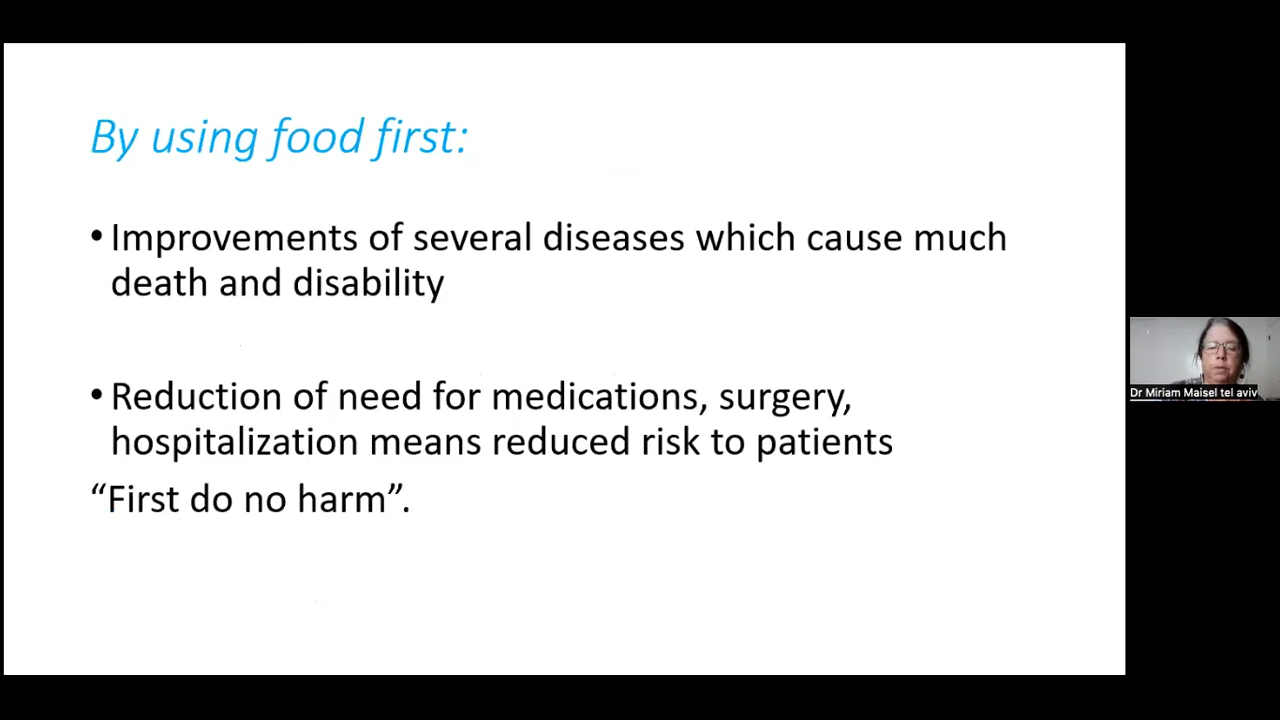 By using food first:
• Improvements of several diseases which cause much
death and disability
• Reduction of need for medications, surgery,
hospitalization means reduced risk to patients
“First do no harm”.
Dr Miriam Maisel tel aviv